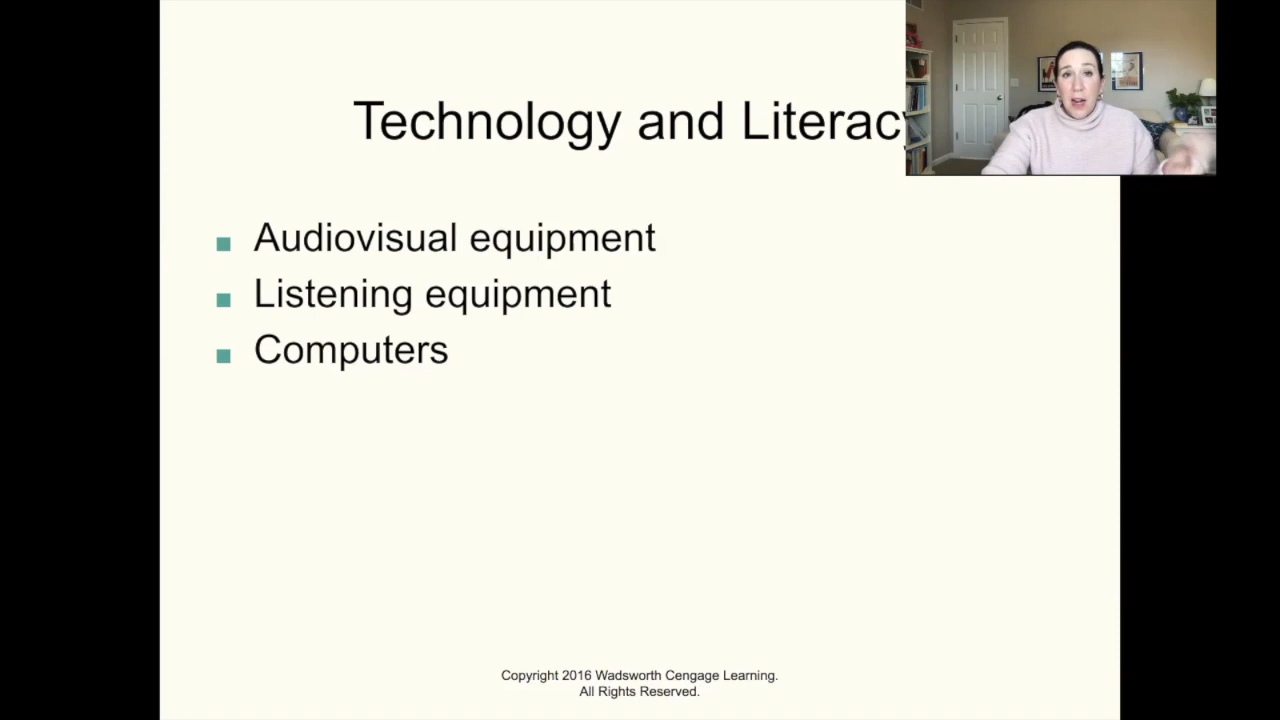 Technology and Literacy
Audiovisual equipment
Listening equipment
Computers
Copyright 2016 Wadsworth Cengage Learning.
All Rights Reserved.